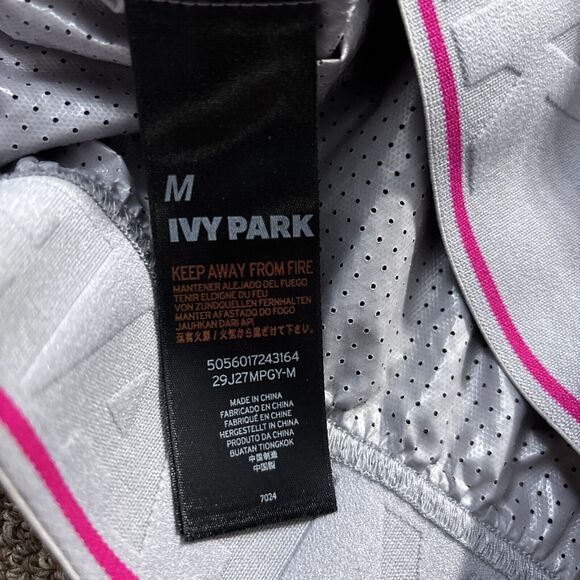 M
IVY PARK
KEEP AWAY FROM FIRE
MANTENER ALEJADO DEL FUEGO
TENIR ELOIGNE DU FEU
VON ZUNDQUELLEN FERNHALTEN
MANTER AFASTADO DO FOGO
JAUHKAN DARI API
远离火源 / 火気から遠ざけて下さい。
5056017243164
29J27MPGY-M
MADE IN CHINA
FABRICADO EN CHINA
FABRIQUÉ EN CHINE
HERGESTELLT IN CHINA
PRODUTO DA CHINA
BUATAN TIONGKOK
中国制造
中国製
7024